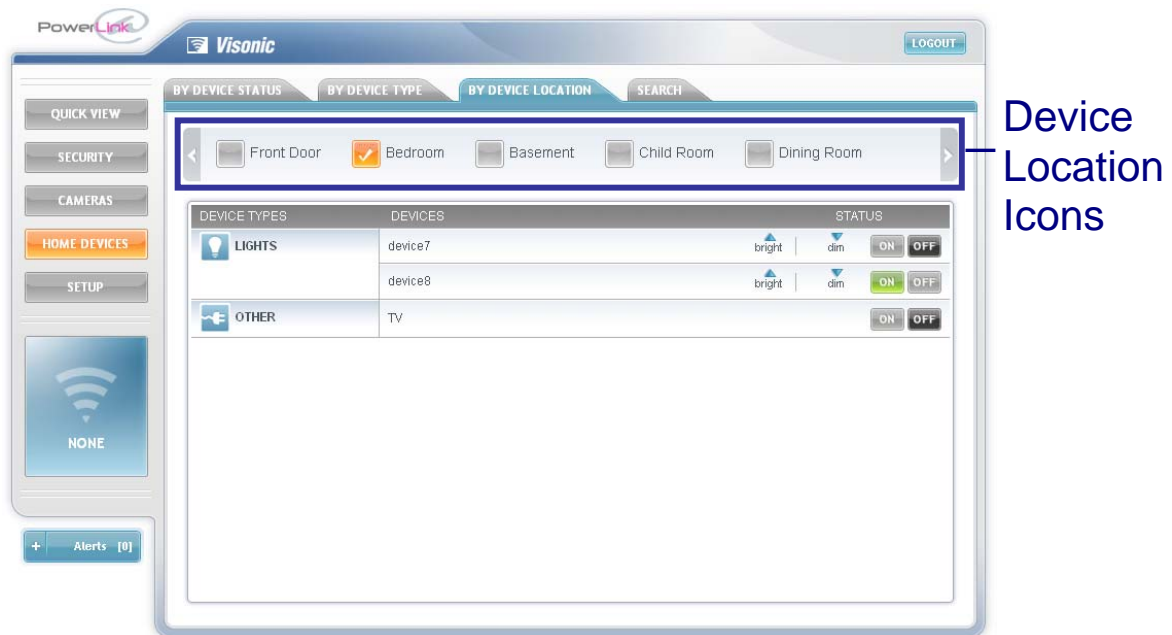 PowerLink
Visonic
LOGOUT
BY DEVICE STATUS BY DEVICE TYPE BY DEVICE LOCATION SEARCH
QUICK VIEW
SECURITY
CAMERAS
HOME DEVICES
SETUP
NONE
+ Alerts [0]
< Front Door Bedroom Basement Child Room Dining Room >
DEVICE TYPES DEVICES STATUS
LIGHTS device7 bright dim ON OFF
device8 bright dim ON OFF
OTHER TV ON OFF
Device
Location
Icons